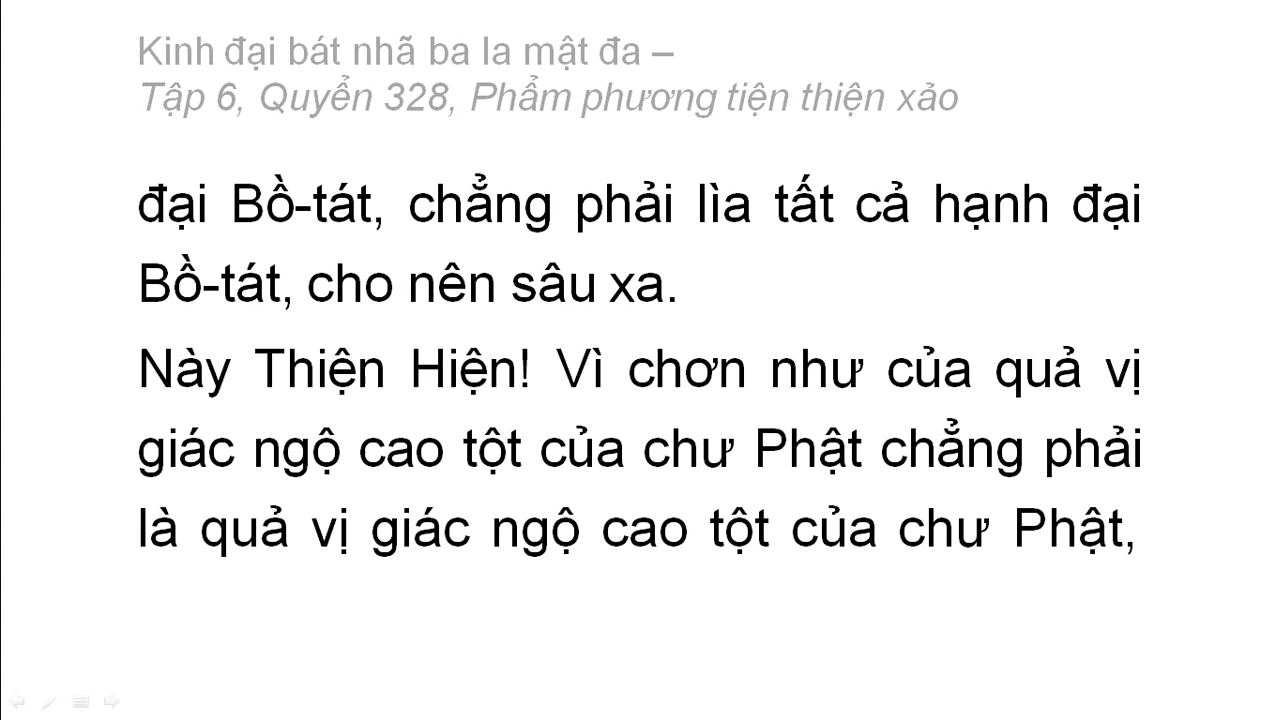 Kinh đại bát nhã ba la mật đa –
Tập 6, Quyển 328, Phẩm phương tiện thiện xảo
đại Bồ-tát, chẳng phải lìa tất cả hạnh đại
Bồ-tát, cho nên sâu xa.
Này Thiện Hiện! Vì chơn như của quả vị
giác ngộ cao tột của chư Phật chẳng phải
là quả vị giác ngộ cao tột của chư Phật,